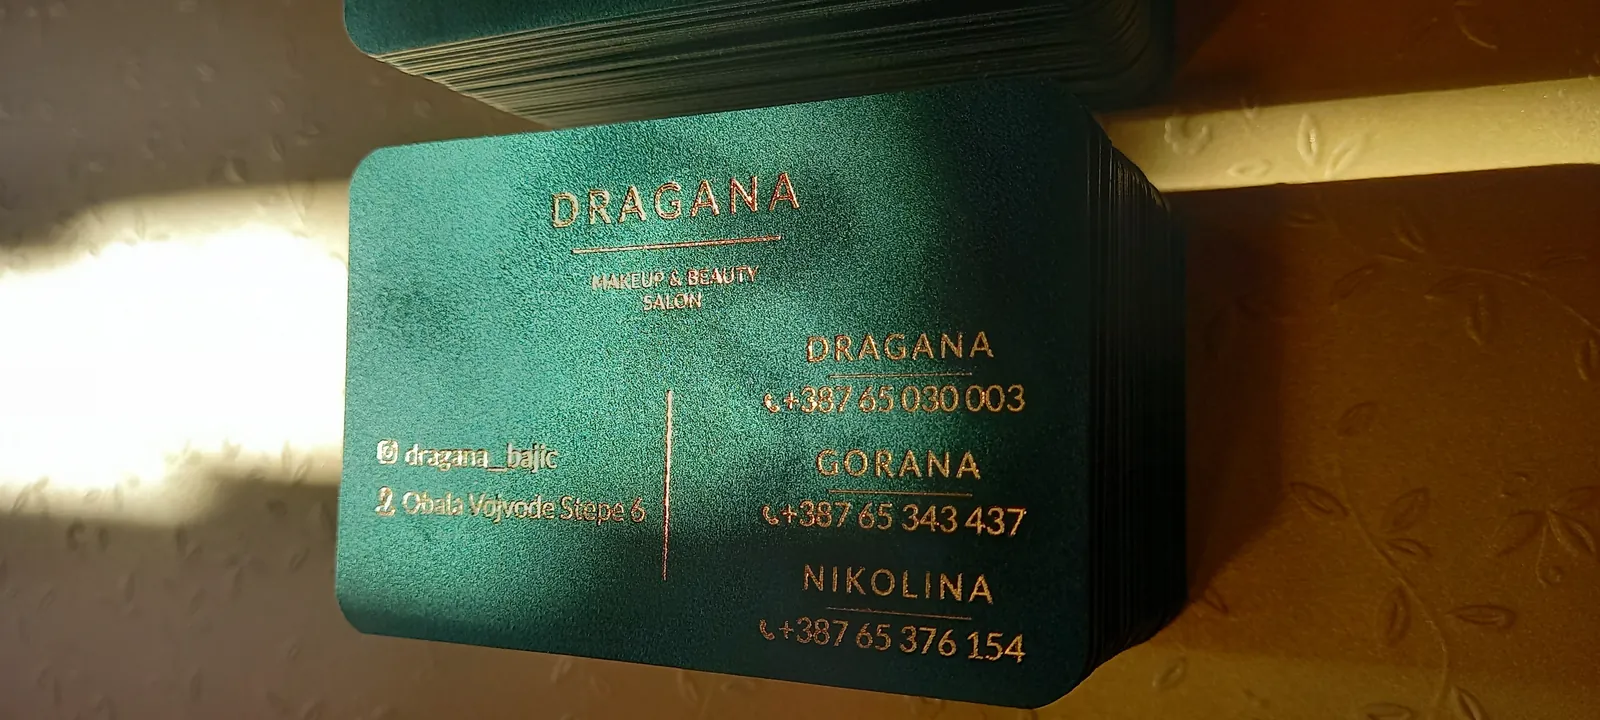 DRAGANA
MAKEUP & BEAUTY
SALON
dragana_bajic
Obala Vojvode Stepe 6
DRAGANA
+387 65 030 003
GORANA
+387 65 343 437
NIKOLINA
+387 65 376 154